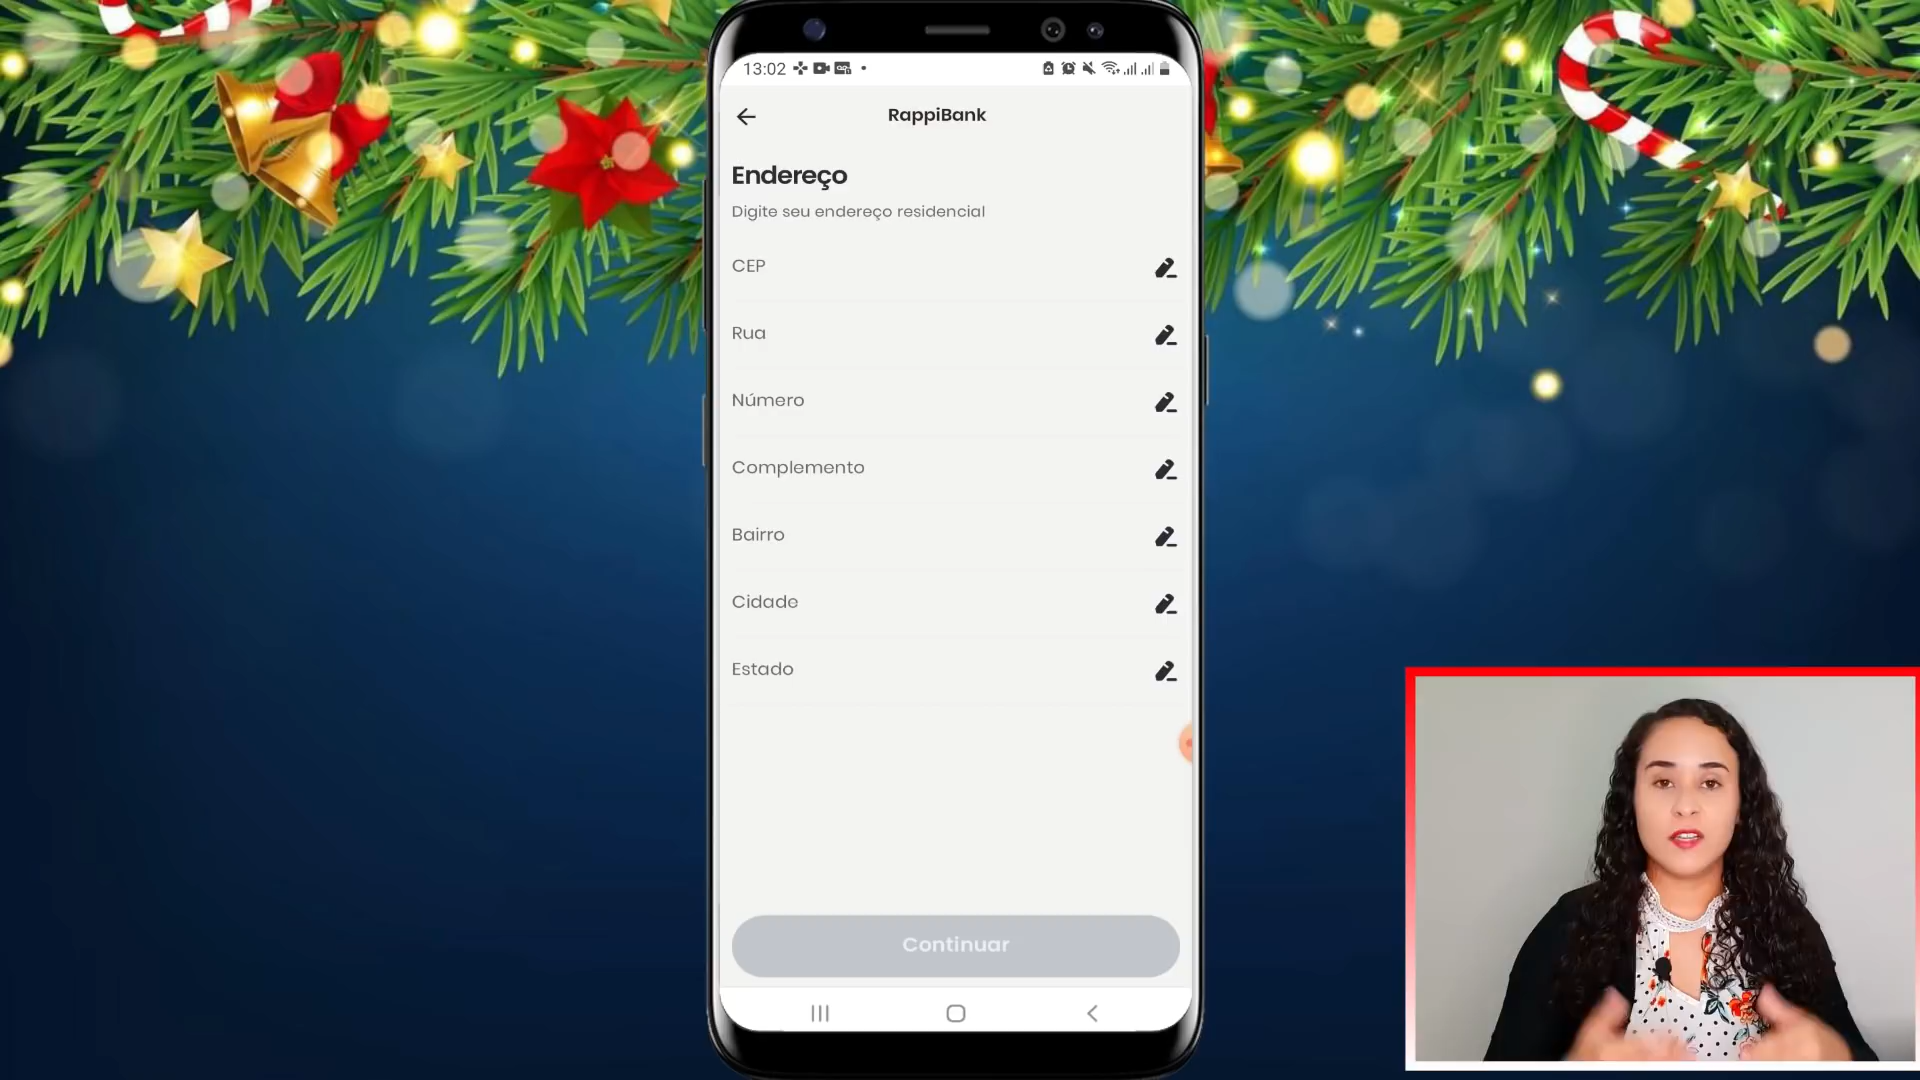 13:02
RappiBank
Endereço
Digite seu endereço residencial
CEP
Rua
Número
Complemento
Bairro
Cidade
Estado
Continuar